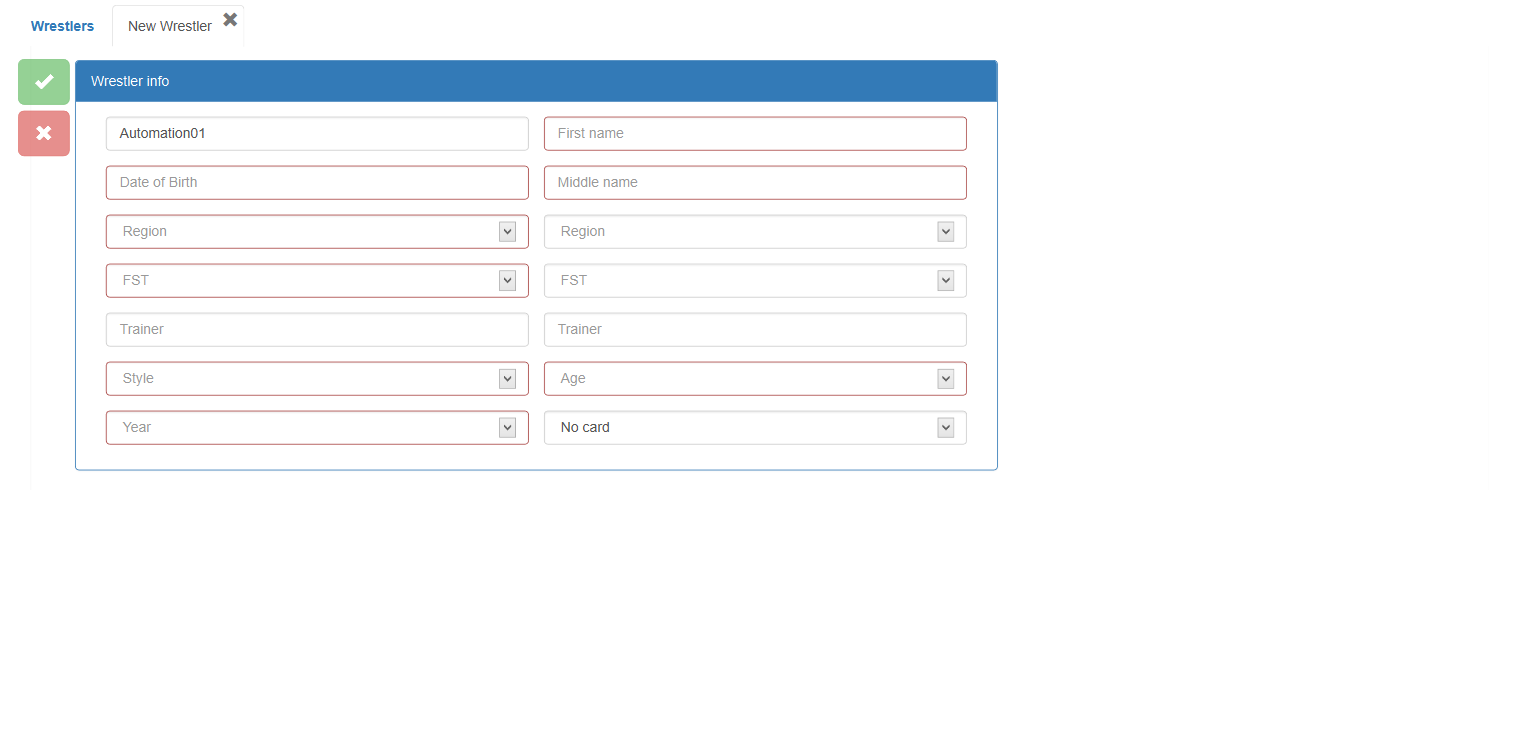 Wrestlers
New Wrestler
Wrestler info
Automation01
First name
Date of Birth
Middle name
Region
Region
FST
FST
Trainer
Trainer
Style
Age
Year
No card